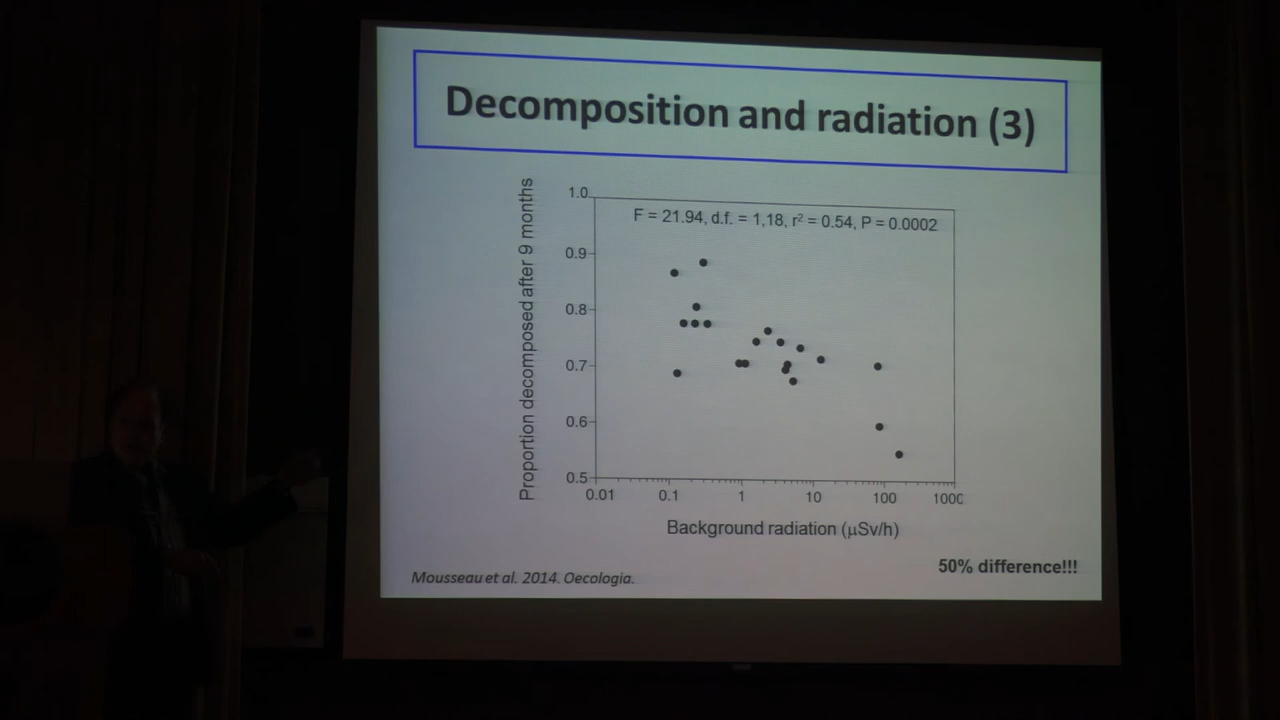 Decomposition and radiation (3)
F = 21.94, d.f. = 1,18, r² = 0.54, P = 0.0002
Proportion decomposed after 9 months
1.0
0.9
0.8
0.7
0.6
0.5
0.01 0.1 1 10 100 1000
Background radiation (μSv/h)
50% difference!!!
Mousseau et al. 2014. Oecologia.